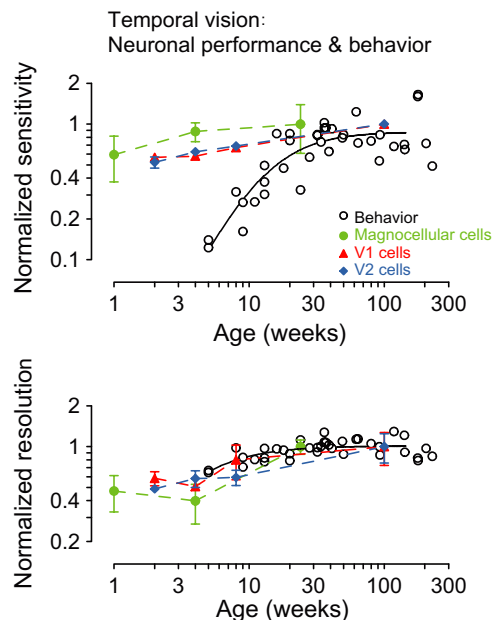 Temporal vision:
Neuronal performance & behavior
Normalized sensitivity
2
1
0.4
0.2
0.1
Behavior
Magnocellular cells
V1 cells
V2 cells
1 3 10 30 100 300
Age (weeks)
Normalized resolution
2
1
0.4
0.2
1 3 10 30 100 300
Age (weeks)